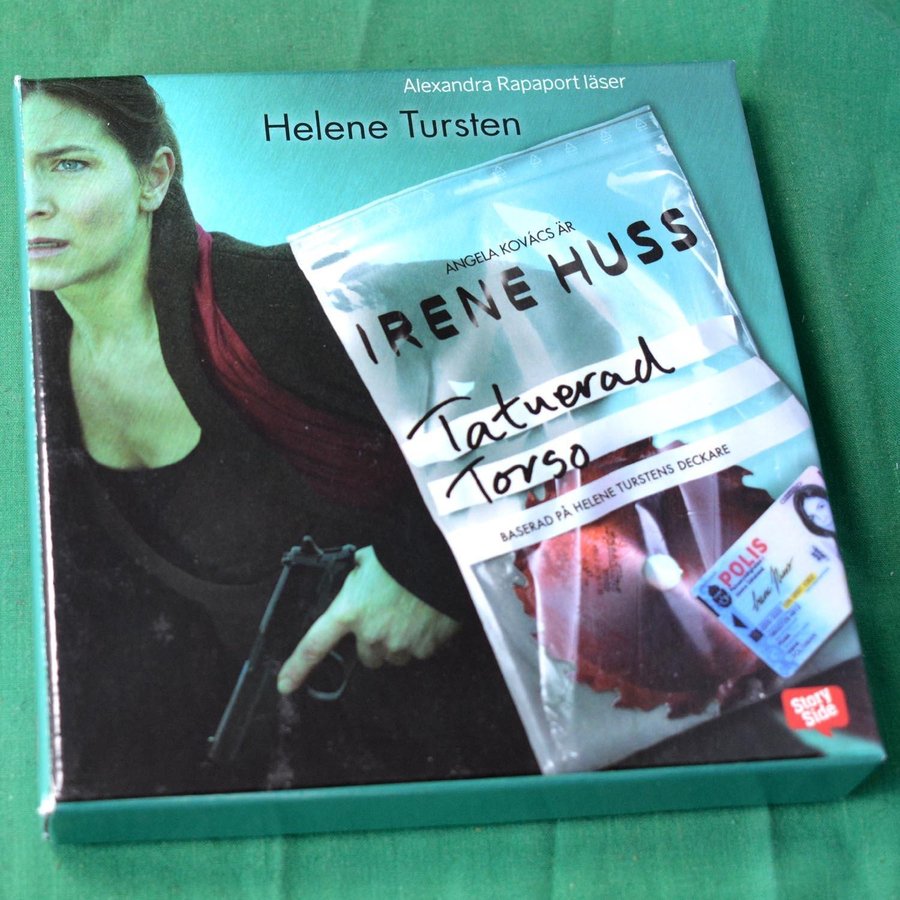 Alexandra Rapaport läser
Helene Tursten
ANGELA KOVÁCS ÄR
IRENE HUSS
Tatuerad
Torso
BASERAD PÅ HELENE TURSTENS DECKARE
POLIS
Story
Side